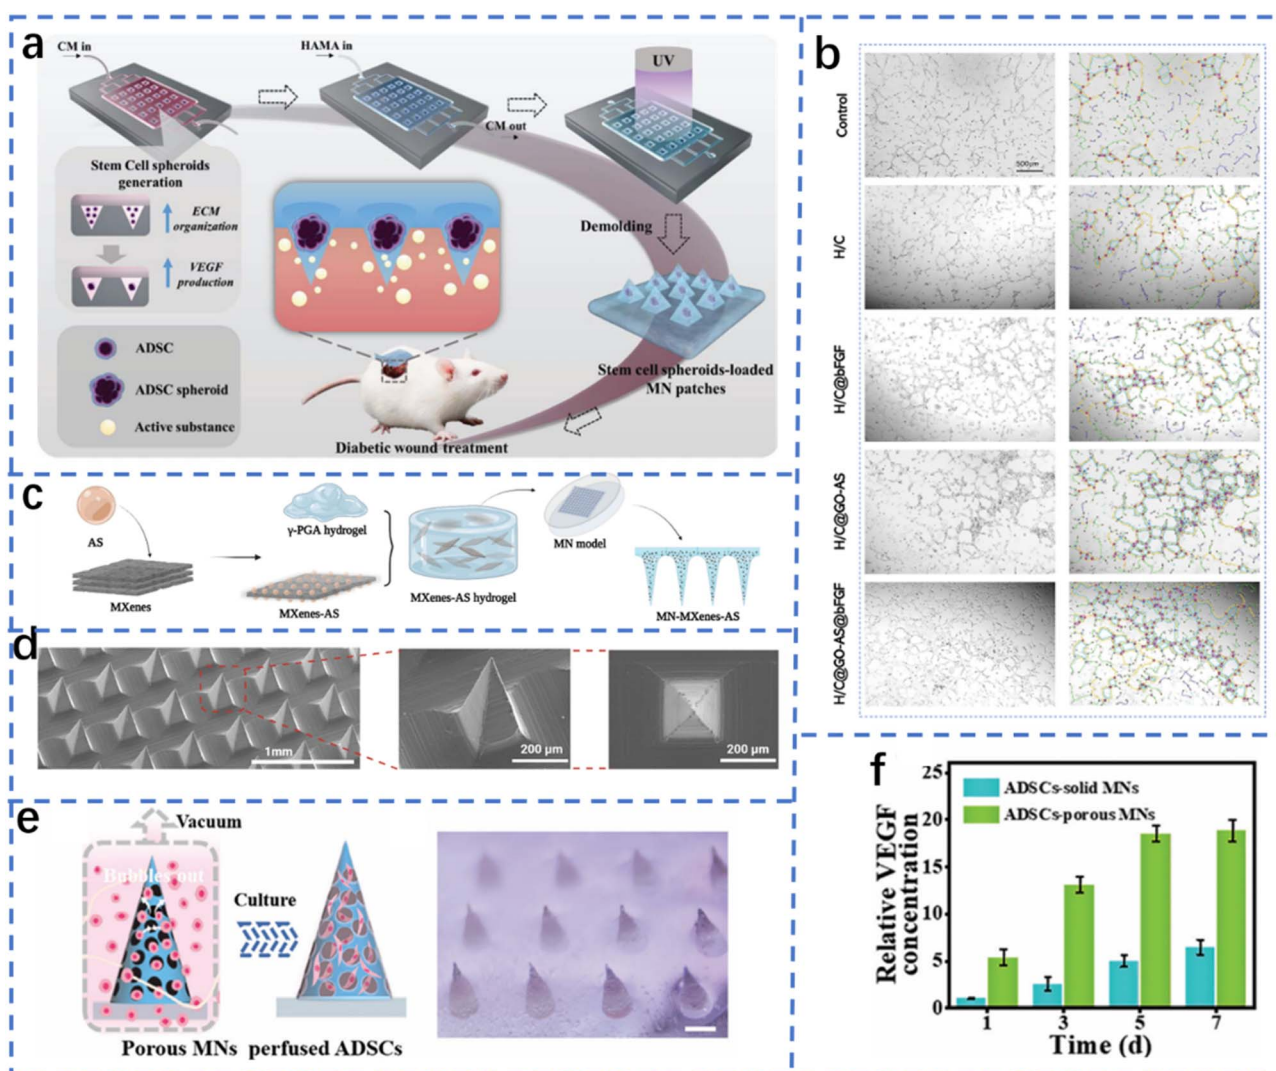 a
CM in
HAMA in
UV
CM out
Stem Cell spheroids
generation
ECM
organization
VEGF
production
Demolding
ADSC
ADSC spheroid
Active substance
Stem cell spheroids-loaded
MN patches
Diabetic wound treatment
b
Control
500μm
H/C
H/C@bFGF
H/C@GO-AS
H/C@GO-AS@bFGF
c
AS
MXenes
γ-PGA hydrogel
MXenes-AS
MXenes-AS hydrogel
MN model
MN-MXenes-AS
d
1mm
200 μm
200 μm
e
Vacuum
Bubbles out
Culture
Porous MNs perfused ADSCs
f
Relative VEGF
concentration
25
20
15
10
5
0
ADSCs-solid MNs
ADSCs-porous MNs
1 3 5 7
Time (d)